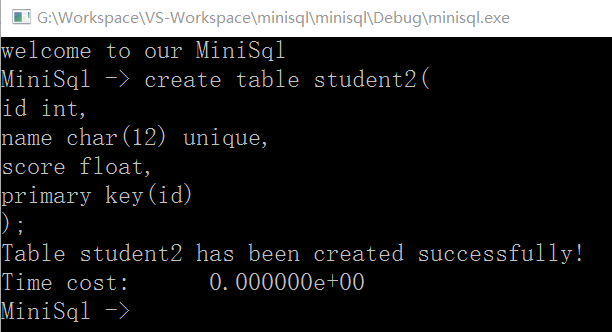 G:\Workspace\VS-Workspace\minisql\minisql\Debug\minisql.exe
welcome to our MiniSql
MiniSql -> create table student2(
id int,
name char(12) unique,
score float,
primary key(id)
);
Table student2 has been created successfully!
Time cost:     0.000000e+00
MiniSql ->